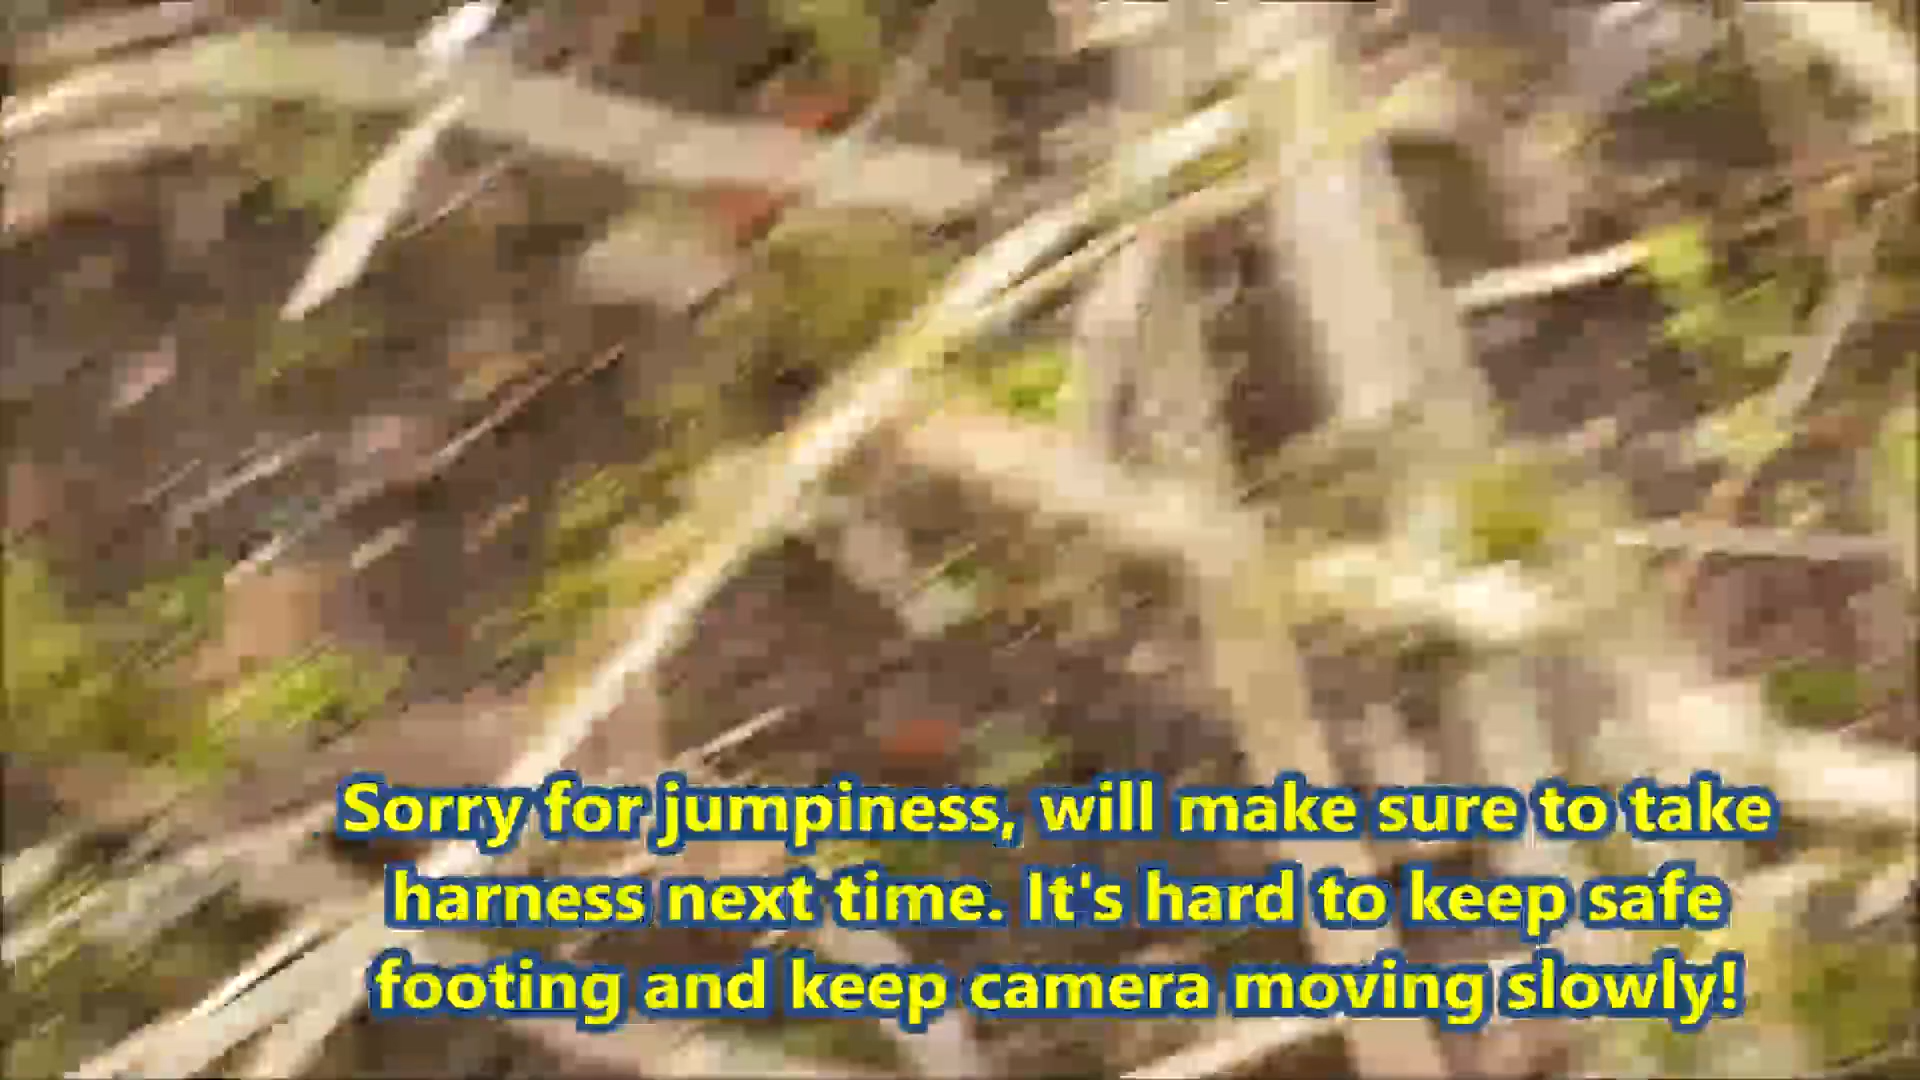 Sorry for jumpiness, will make sure to take
harness next time. It's hard to keep safe
footing and keep camera moving slowly!